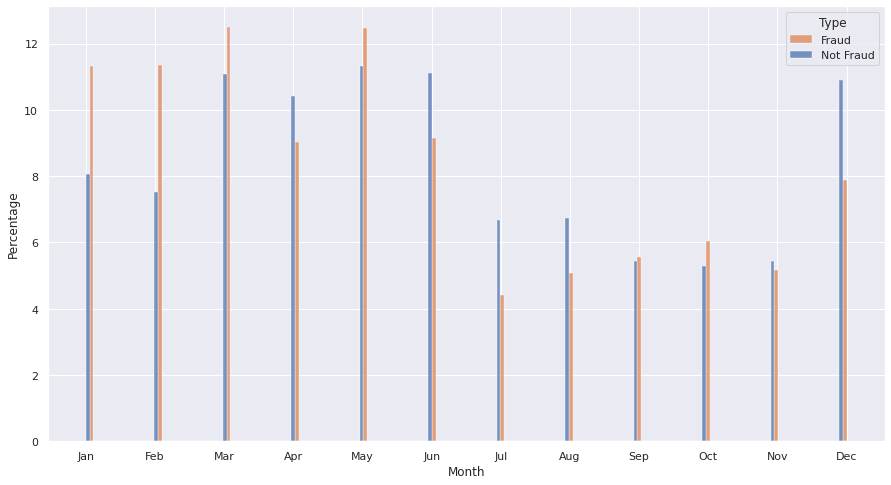 Type
Fraud
Not Fraud
12
10
8
6
4
2
0
Percentage
Jan Feb Mar Apr May Jun Jul Aug Sep Oct Nov Dec
Month